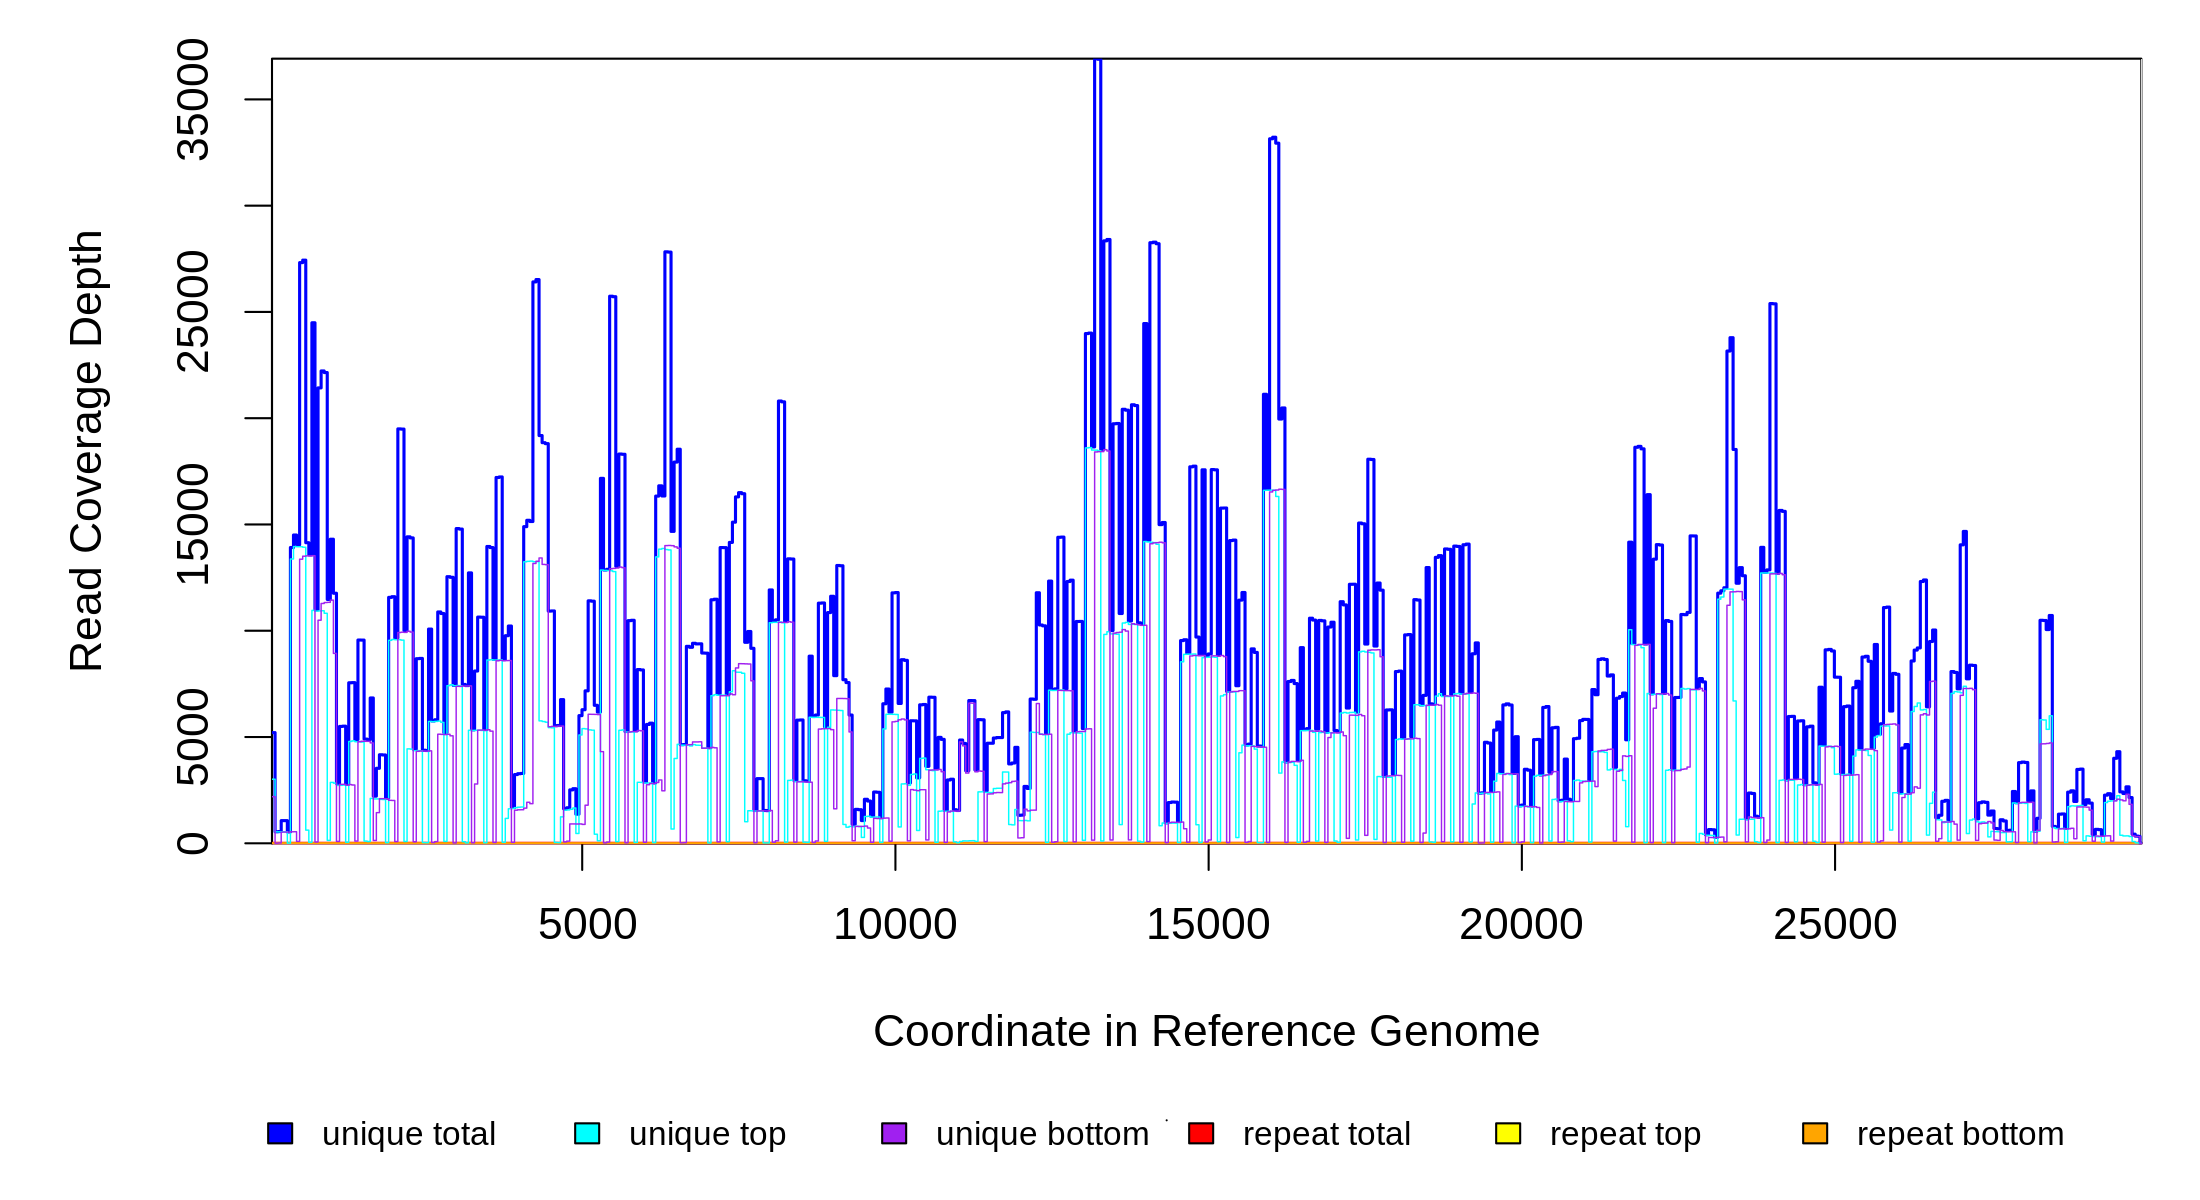 Read Coverage Depth
35000
25000
15000
5000
0
5000 10000 15000 20000 25000
Coordinate in Reference Genome
unique total unique top unique bottom repeat total repeat top repeat bottom